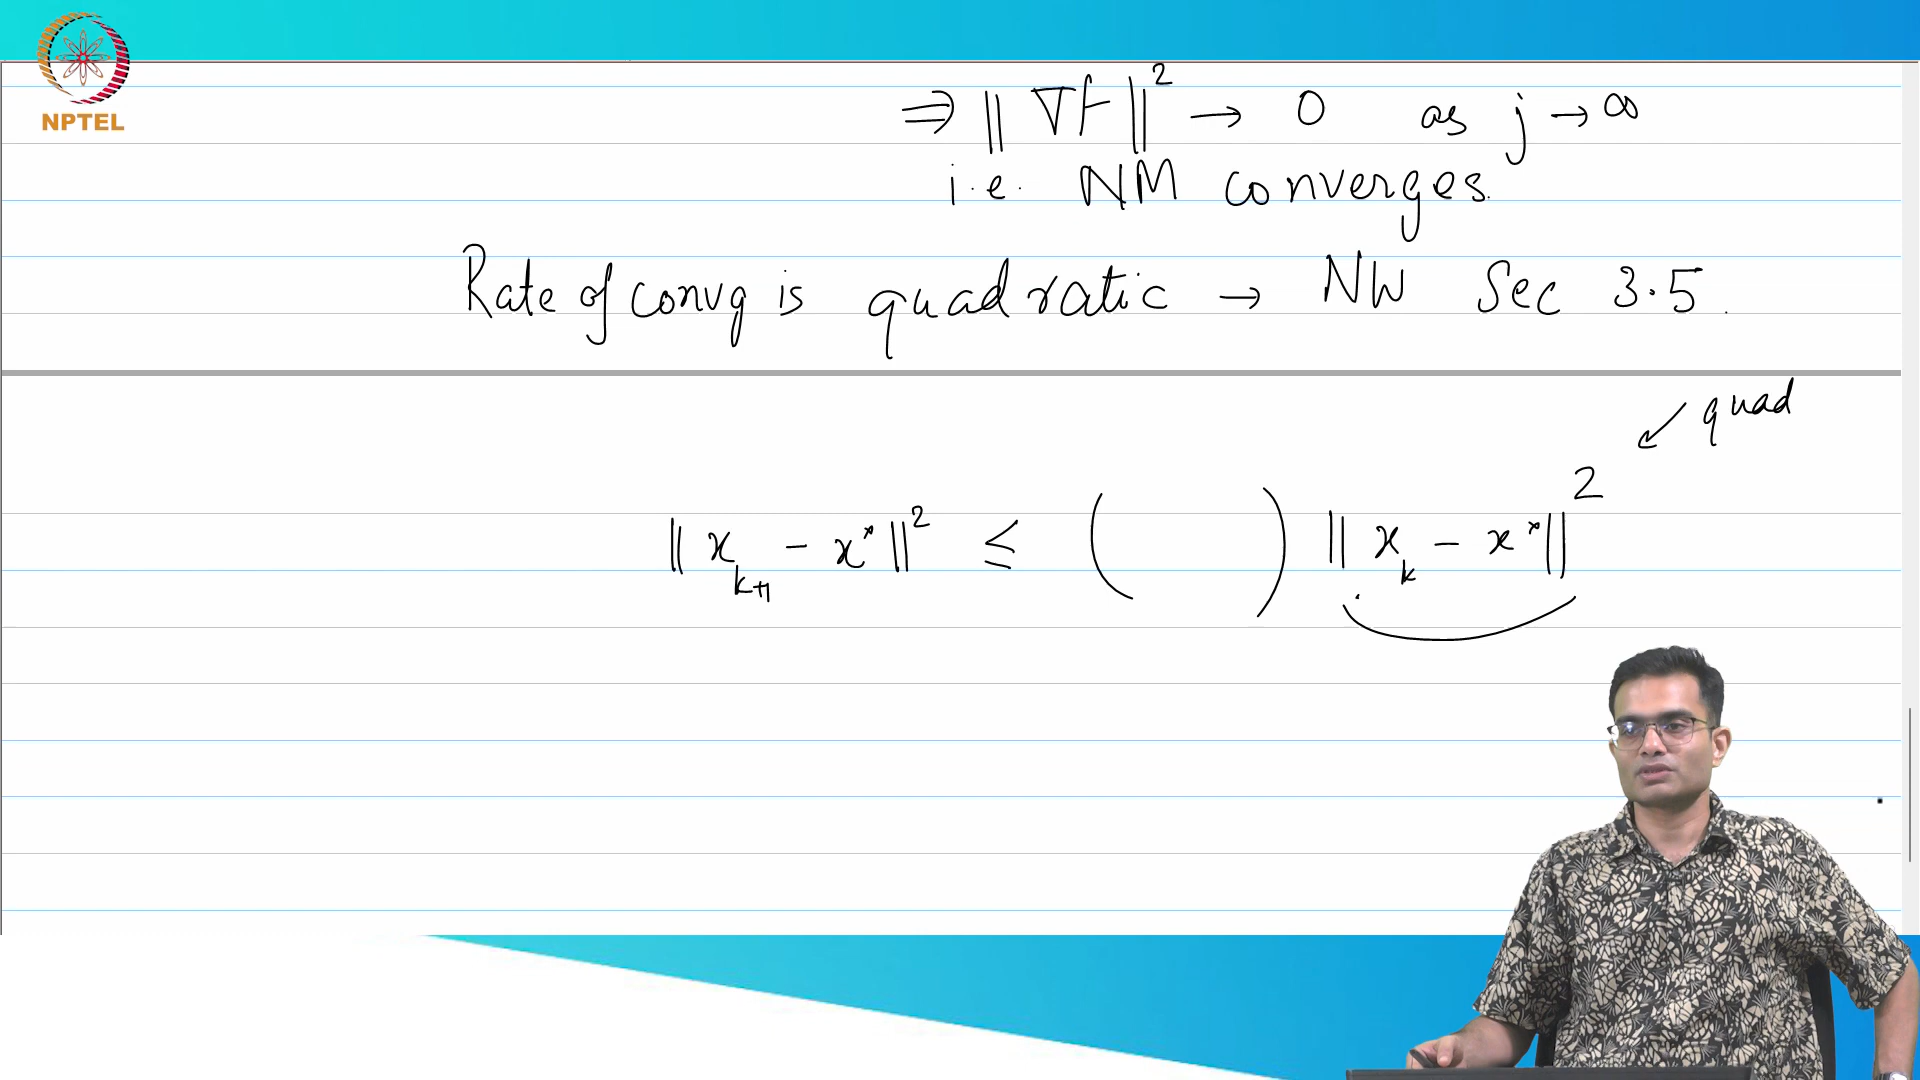 NPTEL
⇒ ‖ ∇f ‖² → 0 as j → ∞
i.e. NM converges.
Rate of convg is quadratic → NW Sec 3.5.
↙ quad
‖ x_{k+1} - x* ‖² ≤ ( ) ‖ x_k - x* ‖²